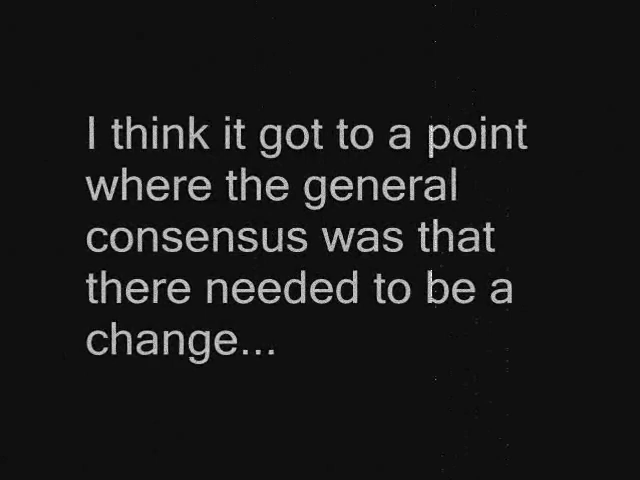 I think it got to a point
where the general
consensus was that
there needed to be a
change...